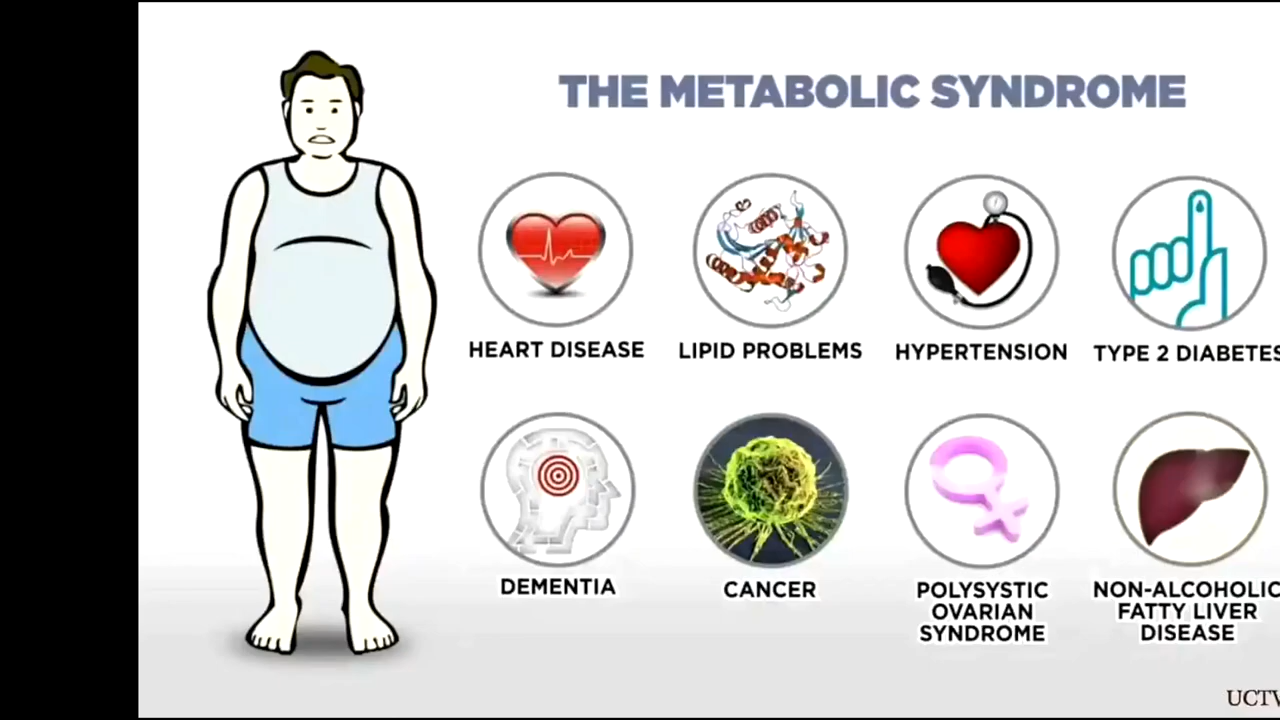 THE METABOLIC SYNDROME
HEART DISEASE
LIPID PROBLEMS
HYPERTENSION
TYPE 2 DIABETES
DEMENTIA
CANCER
POLYSYSTIC
OVARIAN
SYNDROME
NON-ALCOHOLIC
FATTY LIVER
DISEASE
UCTV